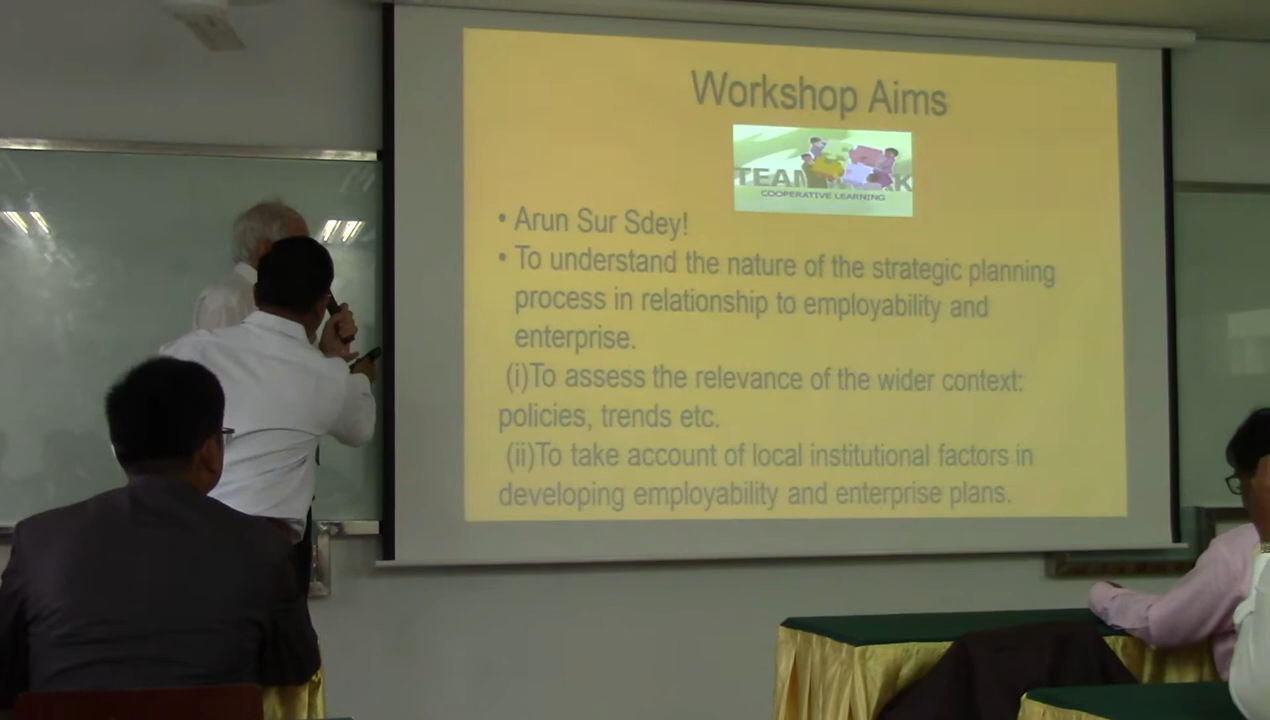 Workshop Aims
TEAM K
COOPERATIVE LEARNING
• Arun Sur Sdey!
• To understand the nature of the strategic planning
process in relationship to employability and
enterprise.
(i)To assess the relevance of the wider context:
policies, trends etc.
(ii)To take account of local institutional factors in
developing employability and enterprise plans.